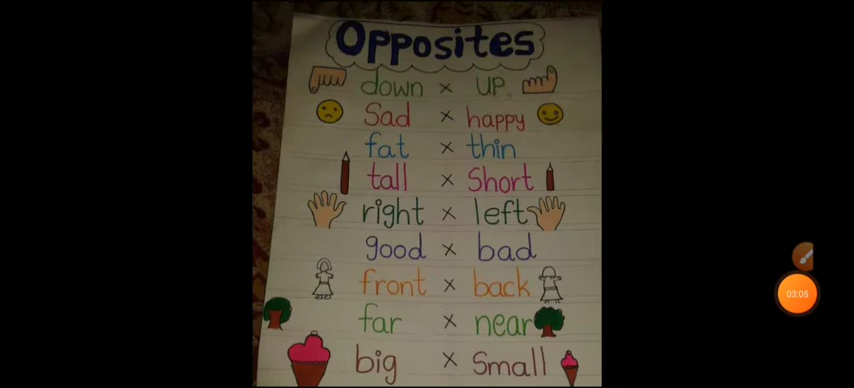 Opposites
down × up
Sad × happy
fat × thin
tall × Short
right × left
good × bad
front × back
far × near
big × Small
03:05